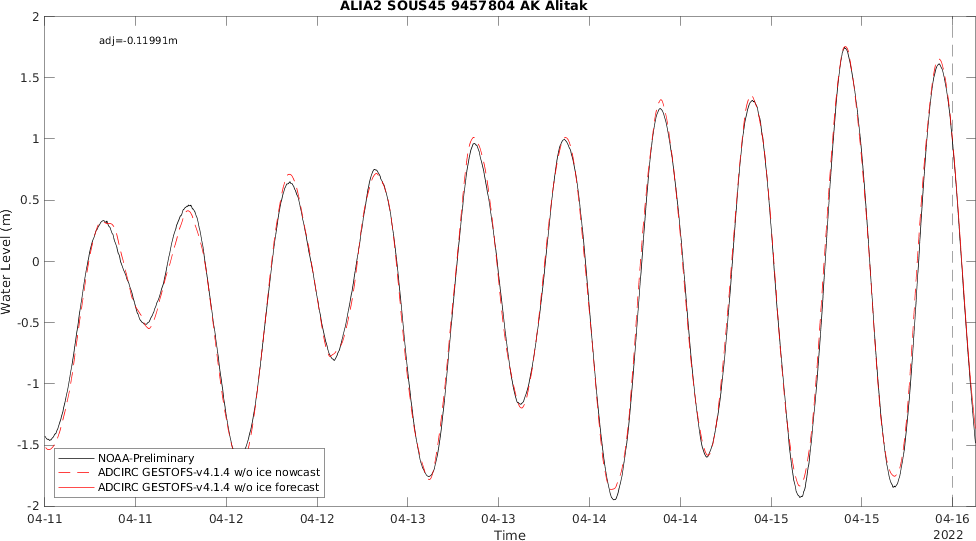 ALIA2 SOUS45 9457804 AK Alitak
adj=-0.11991m
2
1.5
1
0.5
0
-0.5
-1
-1.5
-2
Water Level (m)
NOAA-Preliminary
ADCIRC GESTOFS-v4.1.4 w/o ice nowcast
ADCIRC GESTOFS-v4.1.4 w/o ice forecast
04-11 04-11 04-12 04-12 04-13 04-13 04-14 04-14 04-15 04-15 04-16
Time
2022